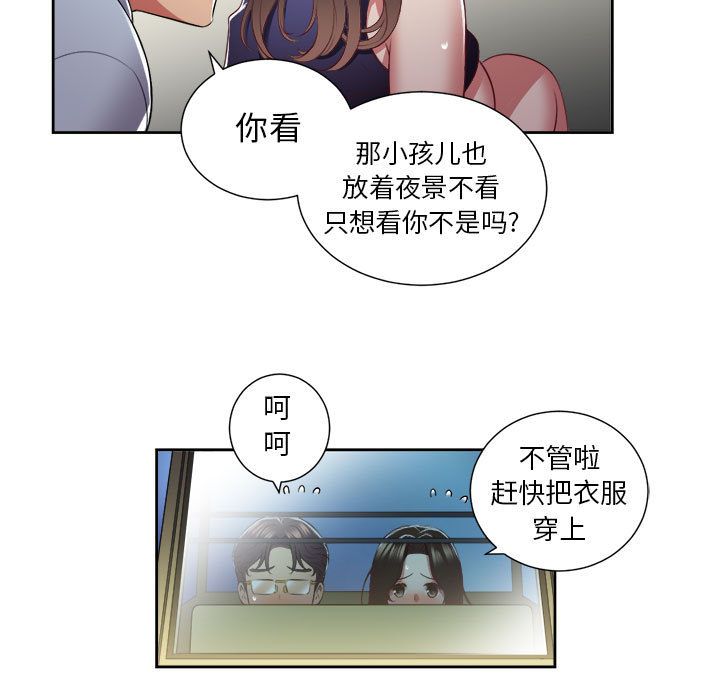 你看
那小孩儿也
放着夜景不看
只想看你不是吗?
呵
呵
不管啦
赶快把衣服
穿上